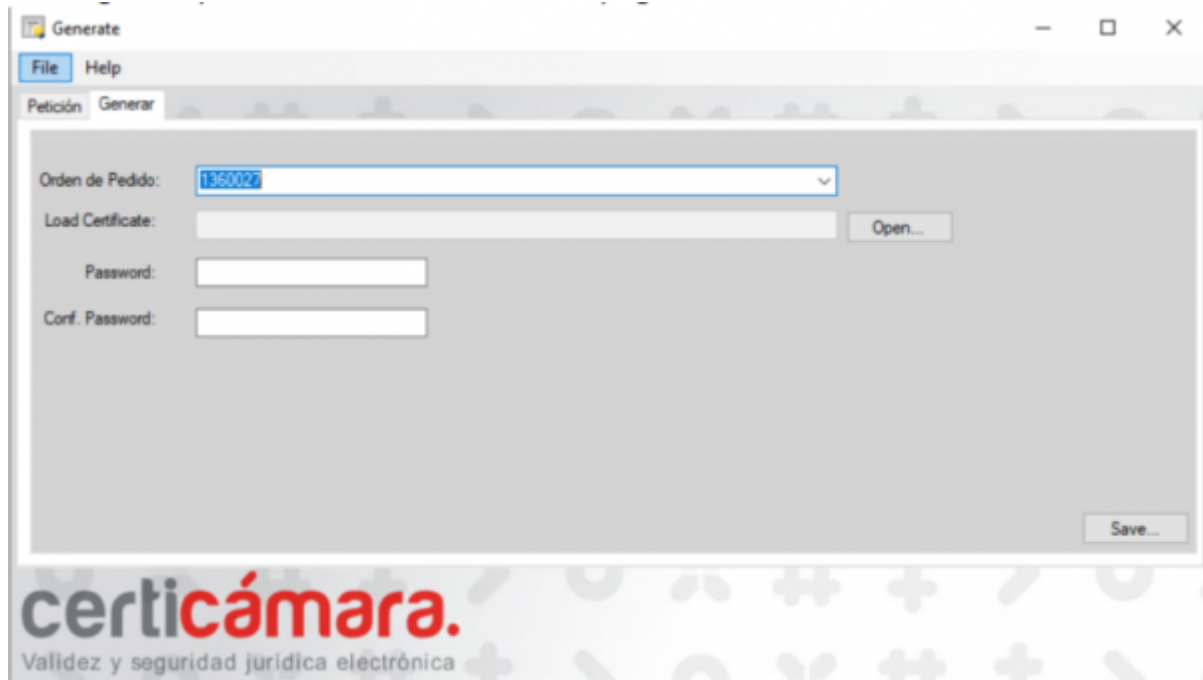 Generate
File Help
Petición Generar
Orden de Pedido: 1360027
Load Certificate: Open...
Password:
Conf. Password:
Save...
certicámara.
Validez y seguridad jurídica electrónica